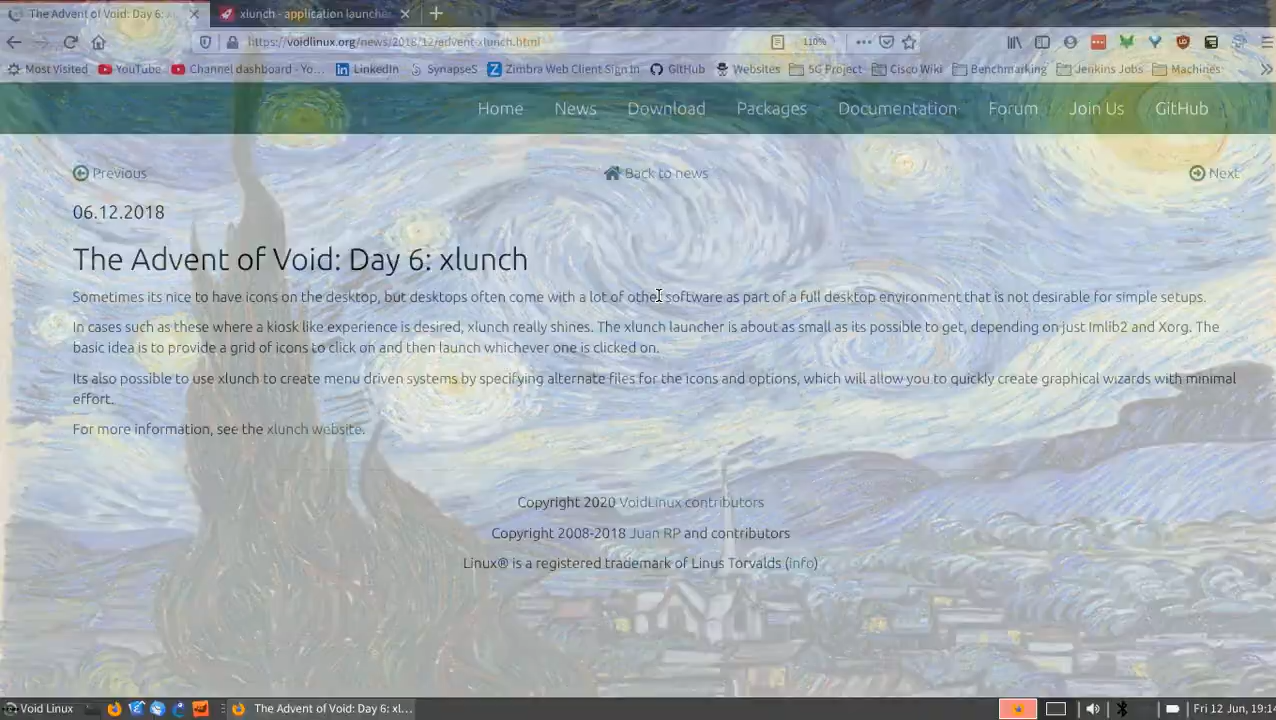 The Advent of Void: Day 6: x
xlunch - application launcher
https://voidlinux.org/news/2018/12/advent-xlunch.html
110%
Most Visited
YouTube
Channel dashboard - Yo...
LinkedIn
SynapseS
Zimbra Web Client Sign In
GitHub
Websites
5G Project
Cisco Wiki
Benchmarking
Jenkins Jobs
Machines
Home
News
Download
Packages
Documentation
Forum
Join Us
GitHub
Previous
Back to news
Next
06.12.2018
The Advent of Void: Day 6: xlunch
Sometimes its nice to have icons on the desktop, but desktops often come with a lot of other software as part of a full desktop environment that is not desirable for simple setups.
In cases such as these where a kiosk like experience is desired, xlunch really shines. The xlunch launcher is about as small as its possible to get, depending on just Imlib2 and Xorg. The
basic idea is to provide a grid of icons to click on and then launch whichever one is clicked on.
Its also possible to use xlunch to create menu driven systems by specifying alternate files for the icons and options, which will allow you to quickly create graphical wizards with minimal
effort.
For more information, see the xlunch website.
Copyright 2020 VoidLinux contributors
Copyright 2008-2018 Juan RP and contributors
Linux® is a registered trademark of Linus Torvalds (info)
Void Linux
The Advent of Void: Day 6: xl...
Fri 12 Jun, 19:14